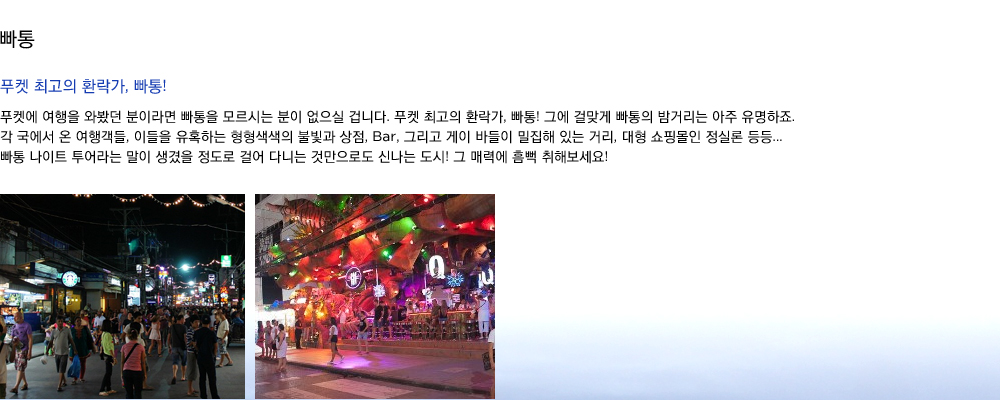 빠통
푸켓 최고의 환락가, 빠통!
푸켓에 여행을 와봤던 분이라면 빠통을 모르시는 분이 없으실 겁니다. 푸켓 최고의 환락가, 빠통! 그에 걸맞게 빠통의 밤거리는 아주 유명하죠.
각 국에서 온 여행객들, 이들을 유혹하는 형형색색의 불빛과 상점, Bar, 그리고 게이 바들이 밀집해 있는 거리, 대형 쇼핑몰인 정실론 등등...
빠통 나이트 투어라는 말이 생겼을 정도로 걸어 다니는 것만으로도 신나는 도시! 그 매력에 흠뻑 취해보세요!